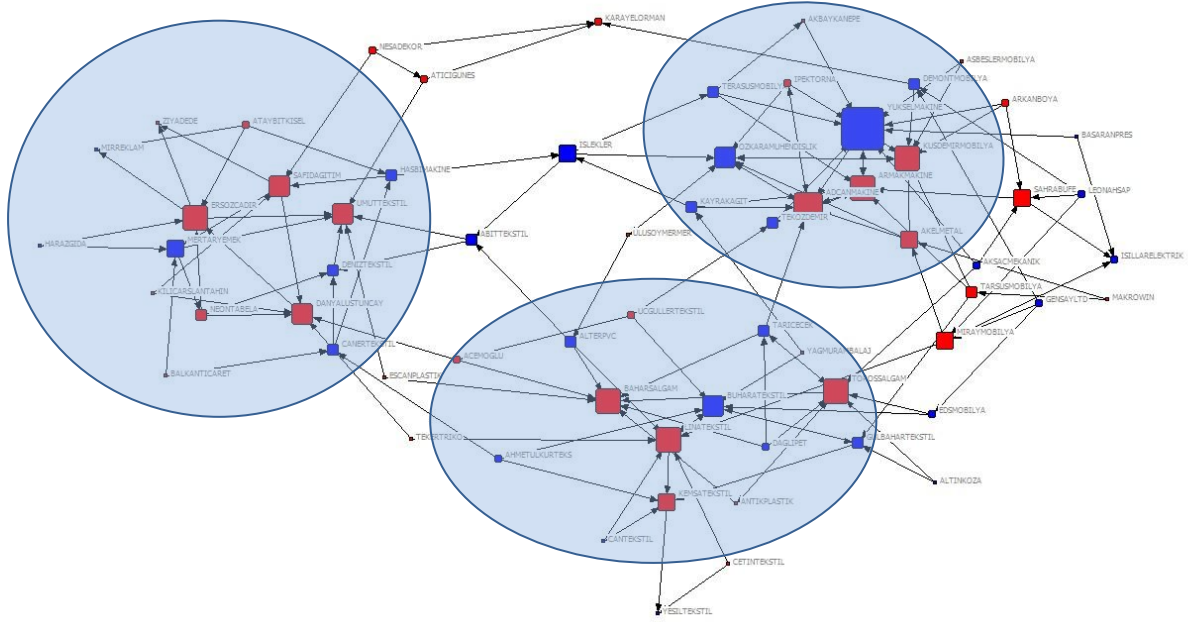 KARAYELORMAN
AKBAYKANEPE
NESADEKOR
ATICIGUNES
ASBESLERMOBILYA
TERASUSMOBILYA
IPEKTORNA
DEMONTMOBILYA
ARKANBOYA
YUKSELMAKINE
ZIYADEDE
ATAYBITKISEL
BASARANPRES
MIRREKLAM
ISLEKLER
OZKARAMUHENDISLIK
KUSDEMIRMOBILYA
HASBIMAKINE
SAFIDAGITIM
ARMAKMAKINE
ERSOZCADIR
UMUTTEKSTIL
KAYRAKAGIT
ADCANMAKINE
SAHRABUFE
LEONAHSAP
TEKOZDEMIR
HARAZGIDA
MERTARYEMEK
ABITTEKSTIL
ULUSOYMERMER
AKELMETAL
DENIZTEKSTIL
AKSACMEKANIK
ISILLARELEKTRIK
KILICARSLANTAHIN
TARSUSMOBILYA
MAKROWIN
NEONTABELA
DANYALUSTUNCAY
UCGULLERTEKSTIL
GENSAYLTD
ALTERPVC
TARICECEK
MIRAYMOBILYA
CANERTEKSTIL
ACEMOGLU
YAGMURAMBALAJ
BALKANTICARET
ESCANPLASTIK
BAHARSALGAM
BUHARATEKSTIL
TOROSSALGAM
EDSMOBILYA
TEKERTRIKO
LINATEKSTIL
DAGLIPET
GULBAHARTEKSTIL
AHMETULKURTEKS
ALTINKOZA
KEMSATEKSTIL
ANTIKPLASTIK
CANTEKSTIL
CETINTEKSTIL
YESILTEKSTIL